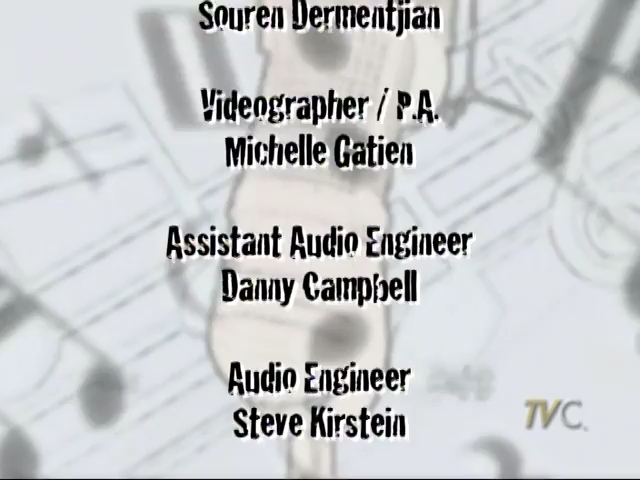 Souren Dermentjian
Videographer / P.A.
Michelle Gatien
Assistant Audio Engineer
Danny Campbell
Audio Engineer
Steve Kirstein
TVC.